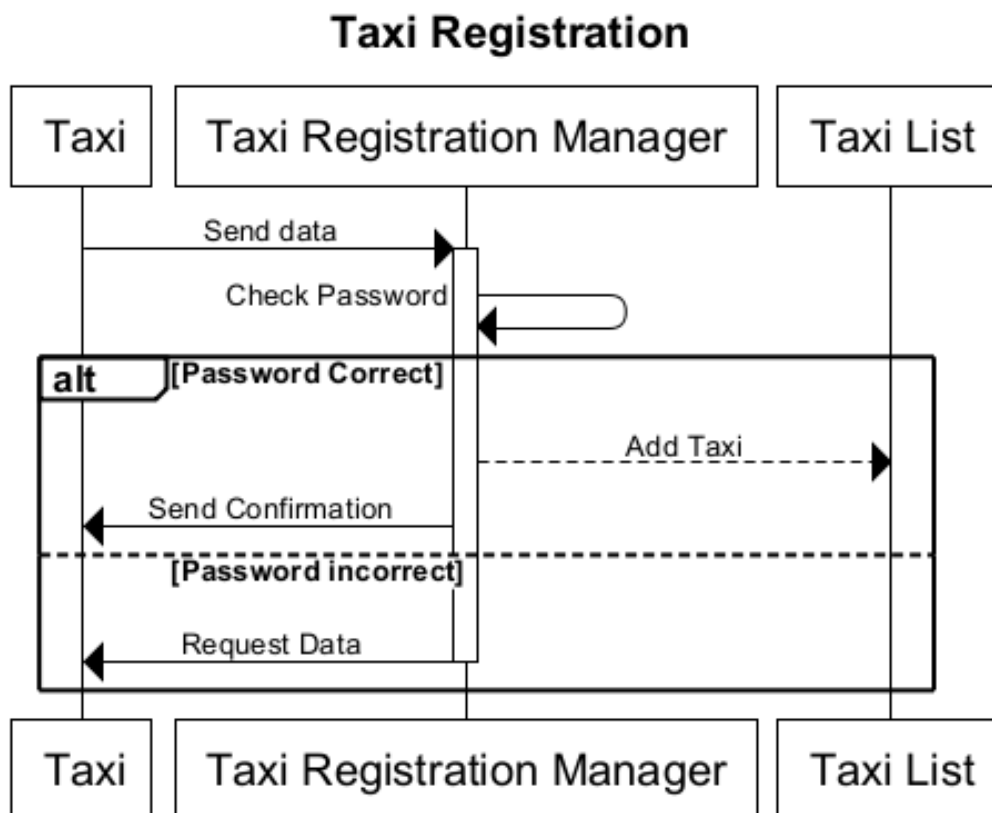 Taxi Registration
Taxi
Taxi Registration Manager
Taxi List
Send data
Check Password
alt
[Password Correct]
Add Taxi
Send Confirmation
[Password incorrect]
Request Data
Taxi
Taxi Registration Manager
Taxi List